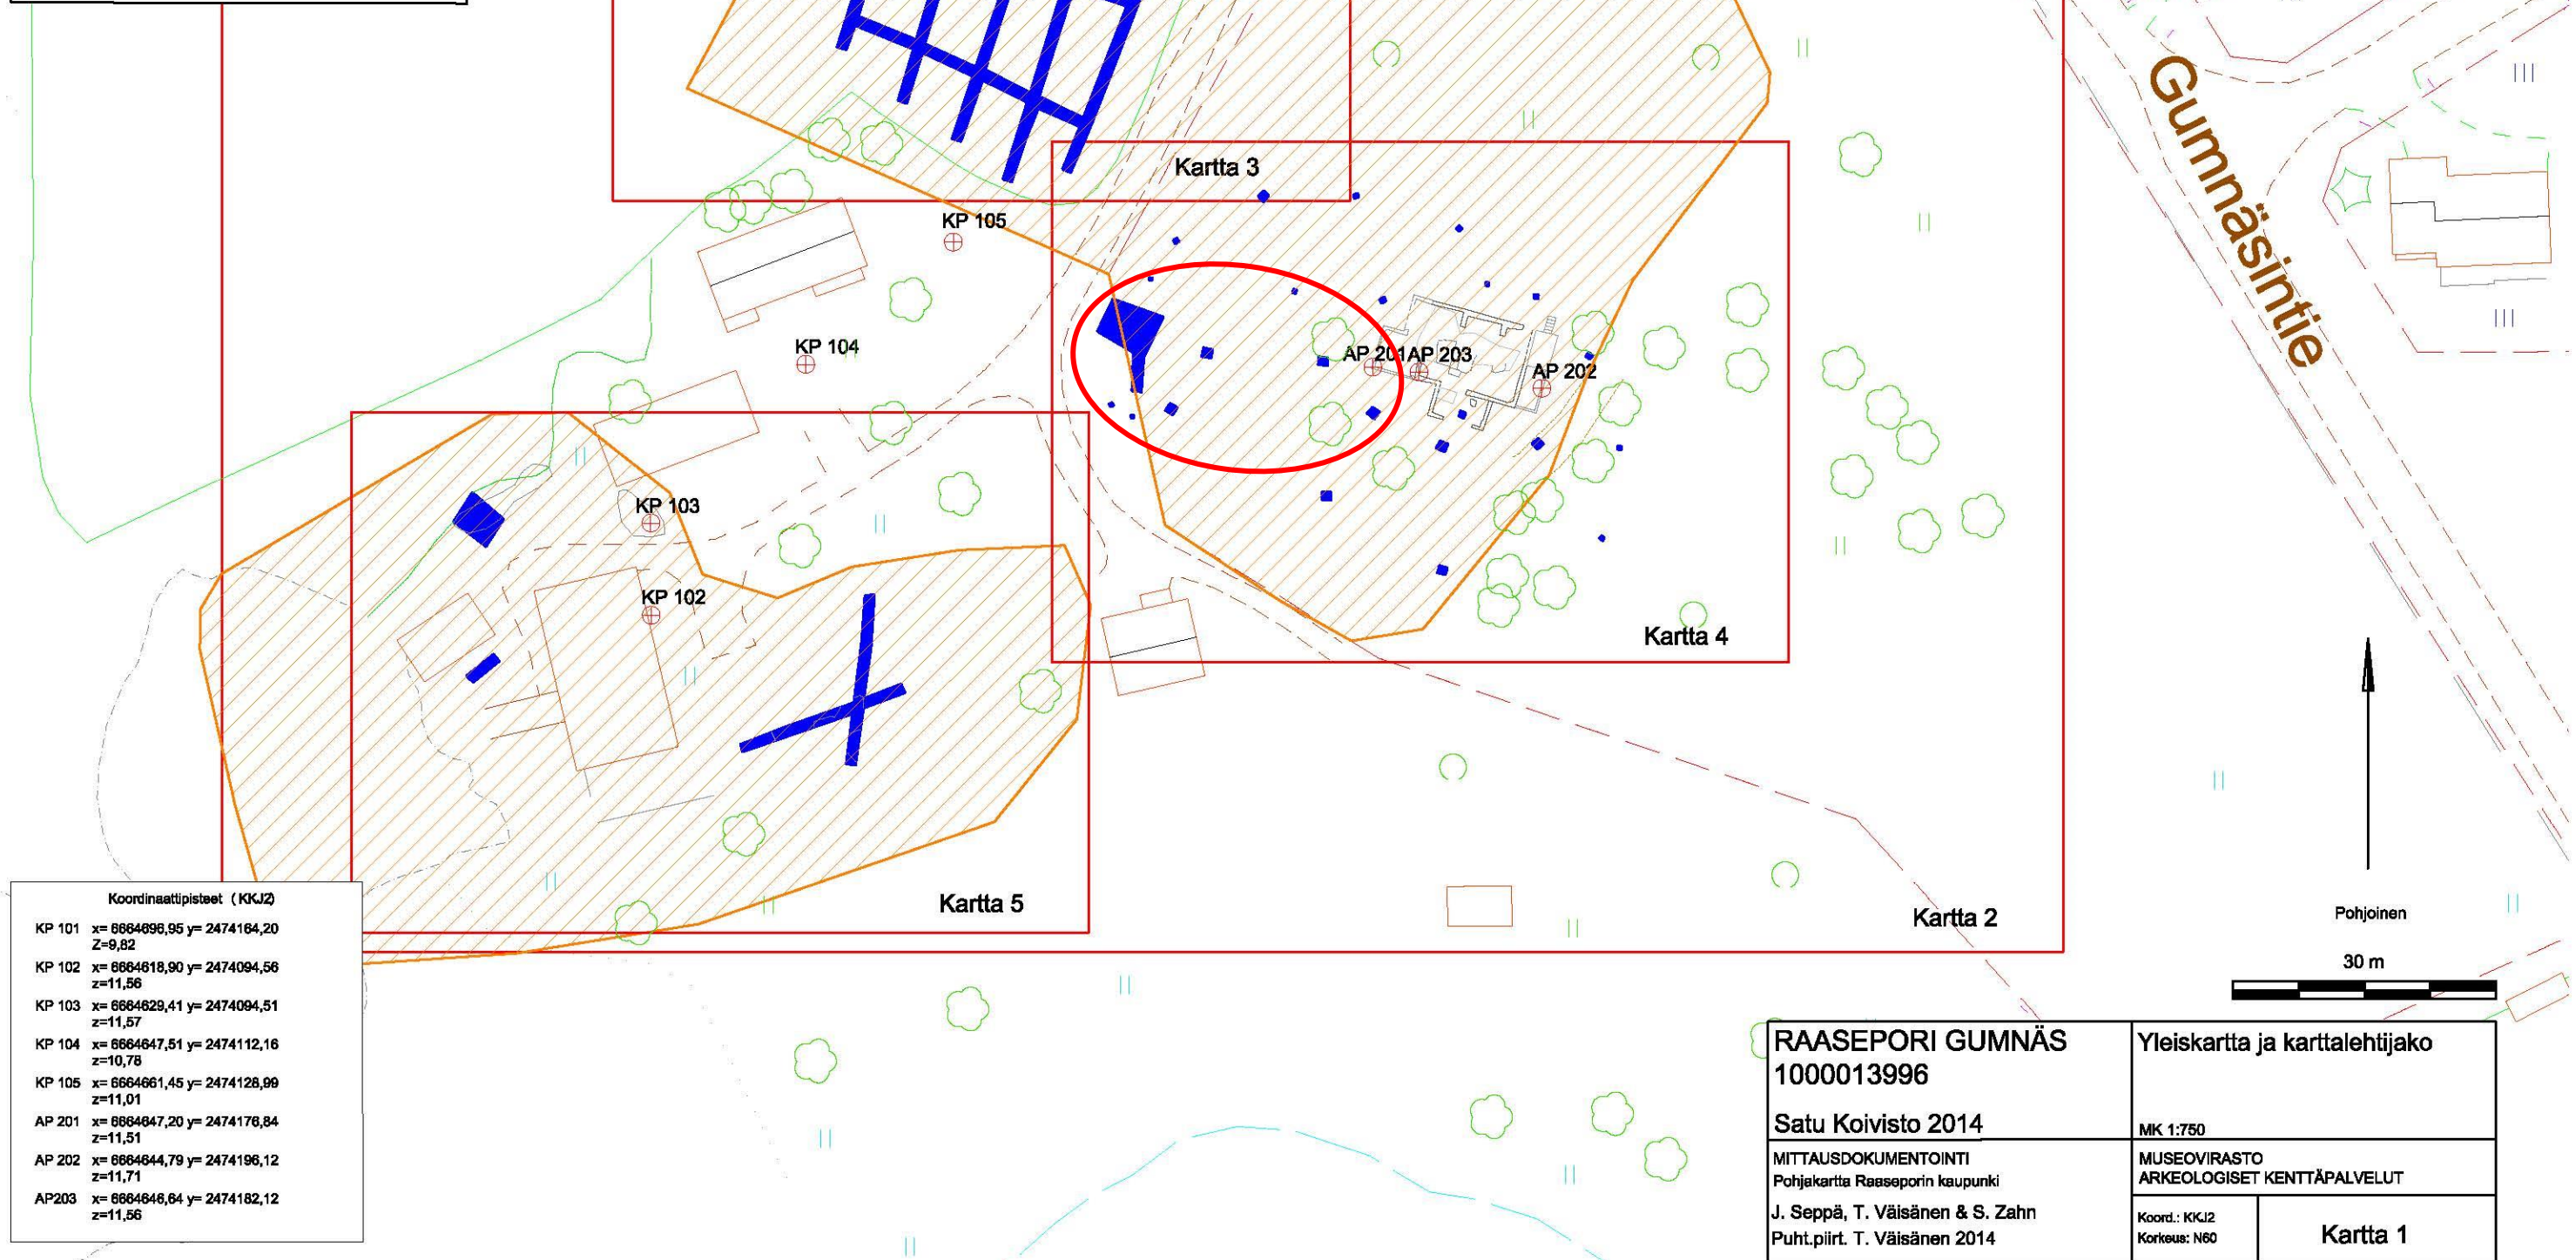 Gumnäsintie
Kartta 3
KP 105
KP 104
AP 201 AP 203
AP 202
KP 103
KP 102
Kartta 4
Kartta 5
Kartta 2
Pohjoinen
30 m
Koordinaattipisteet ( KKJ2)
KP 101 x= 6664696,95 y= 2474164,20
Z=9,82
KP 102 x= 6664618,90 y= 2474094,56
z=11,56
KP 103 x= 6664629,41 y= 2474094,51
z=11,57
KP 104 x= 6664647,51 y= 2474112,16
z=10,78
KP 105 x= 6664661,45 y= 2474128,99
z=11,01
AP 201 x= 6664647,20 y= 2474176,84
z=11,51
AP 202 x= 6664644,79 y= 2474196,12
z=11,71
AP203 x= 6664646,64 y= 2474182,12
z=11,56
RAASEPORI GUMNÄS
1000013996
Satu Koivisto 2014
Yleiskartta ja karttalehtijako
MK 1:750
MITTAUSDOKUMENTOINTI
Pohjakartta Raaseporin kaupunki
J. Seppä, T. Väisänen & S. Zahn
Puht.piirt. T. Väisänen 2014
MUSEOVIRASTO
ARKEOLOGISET KENTTÄPALVELUT
Koord.: KKJ2
Korkeus: N60
Kartta 1